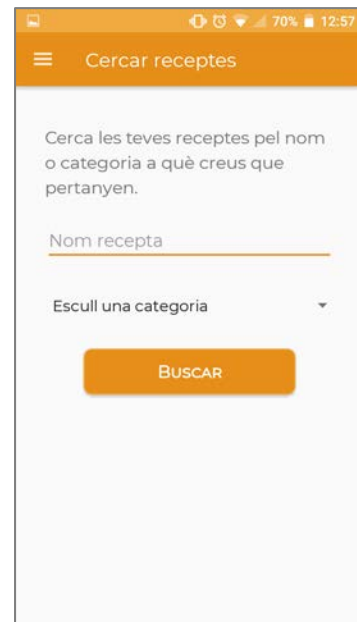 70% 12:57
Cercar receptes
Cerca les teves receptes pel nom
o categoria a què creus que
pertanyen.
Nom recepta
Escull una categoria
Buscar